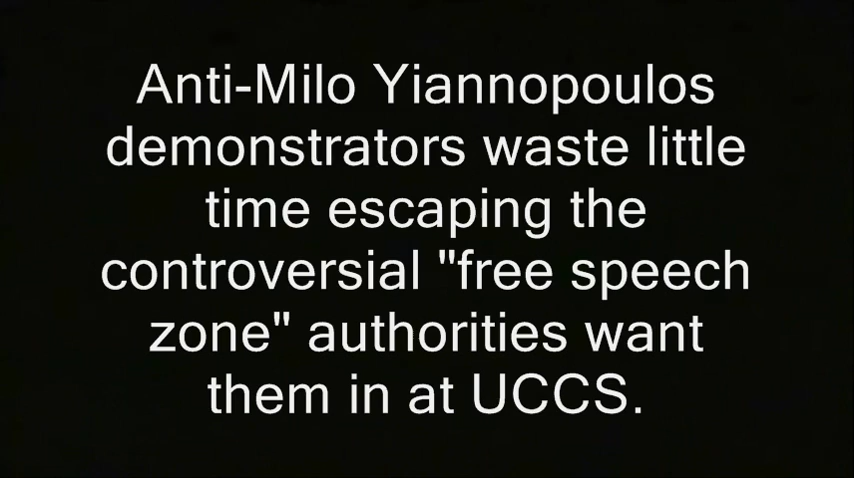 Anti-Milo Yiannopoulos
demonstrators waste little
time escaping the
controversial "free speech
zone" authorities want
them in at UCCS.